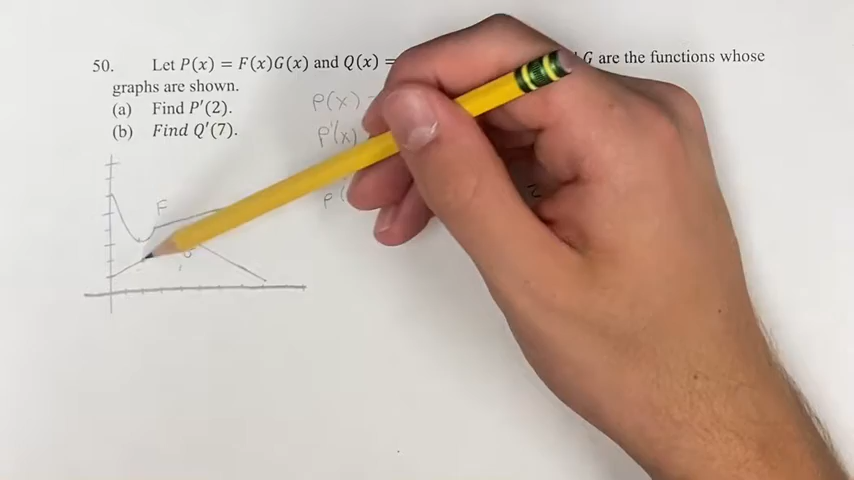 50. Let P(x) = F(x)G(x) and Q(x) = G are the functions whose
graphs are shown.
(a) Find P'(2).
(b) Find Q'(7).
P(x) =
P'(x)
P'(
F
G